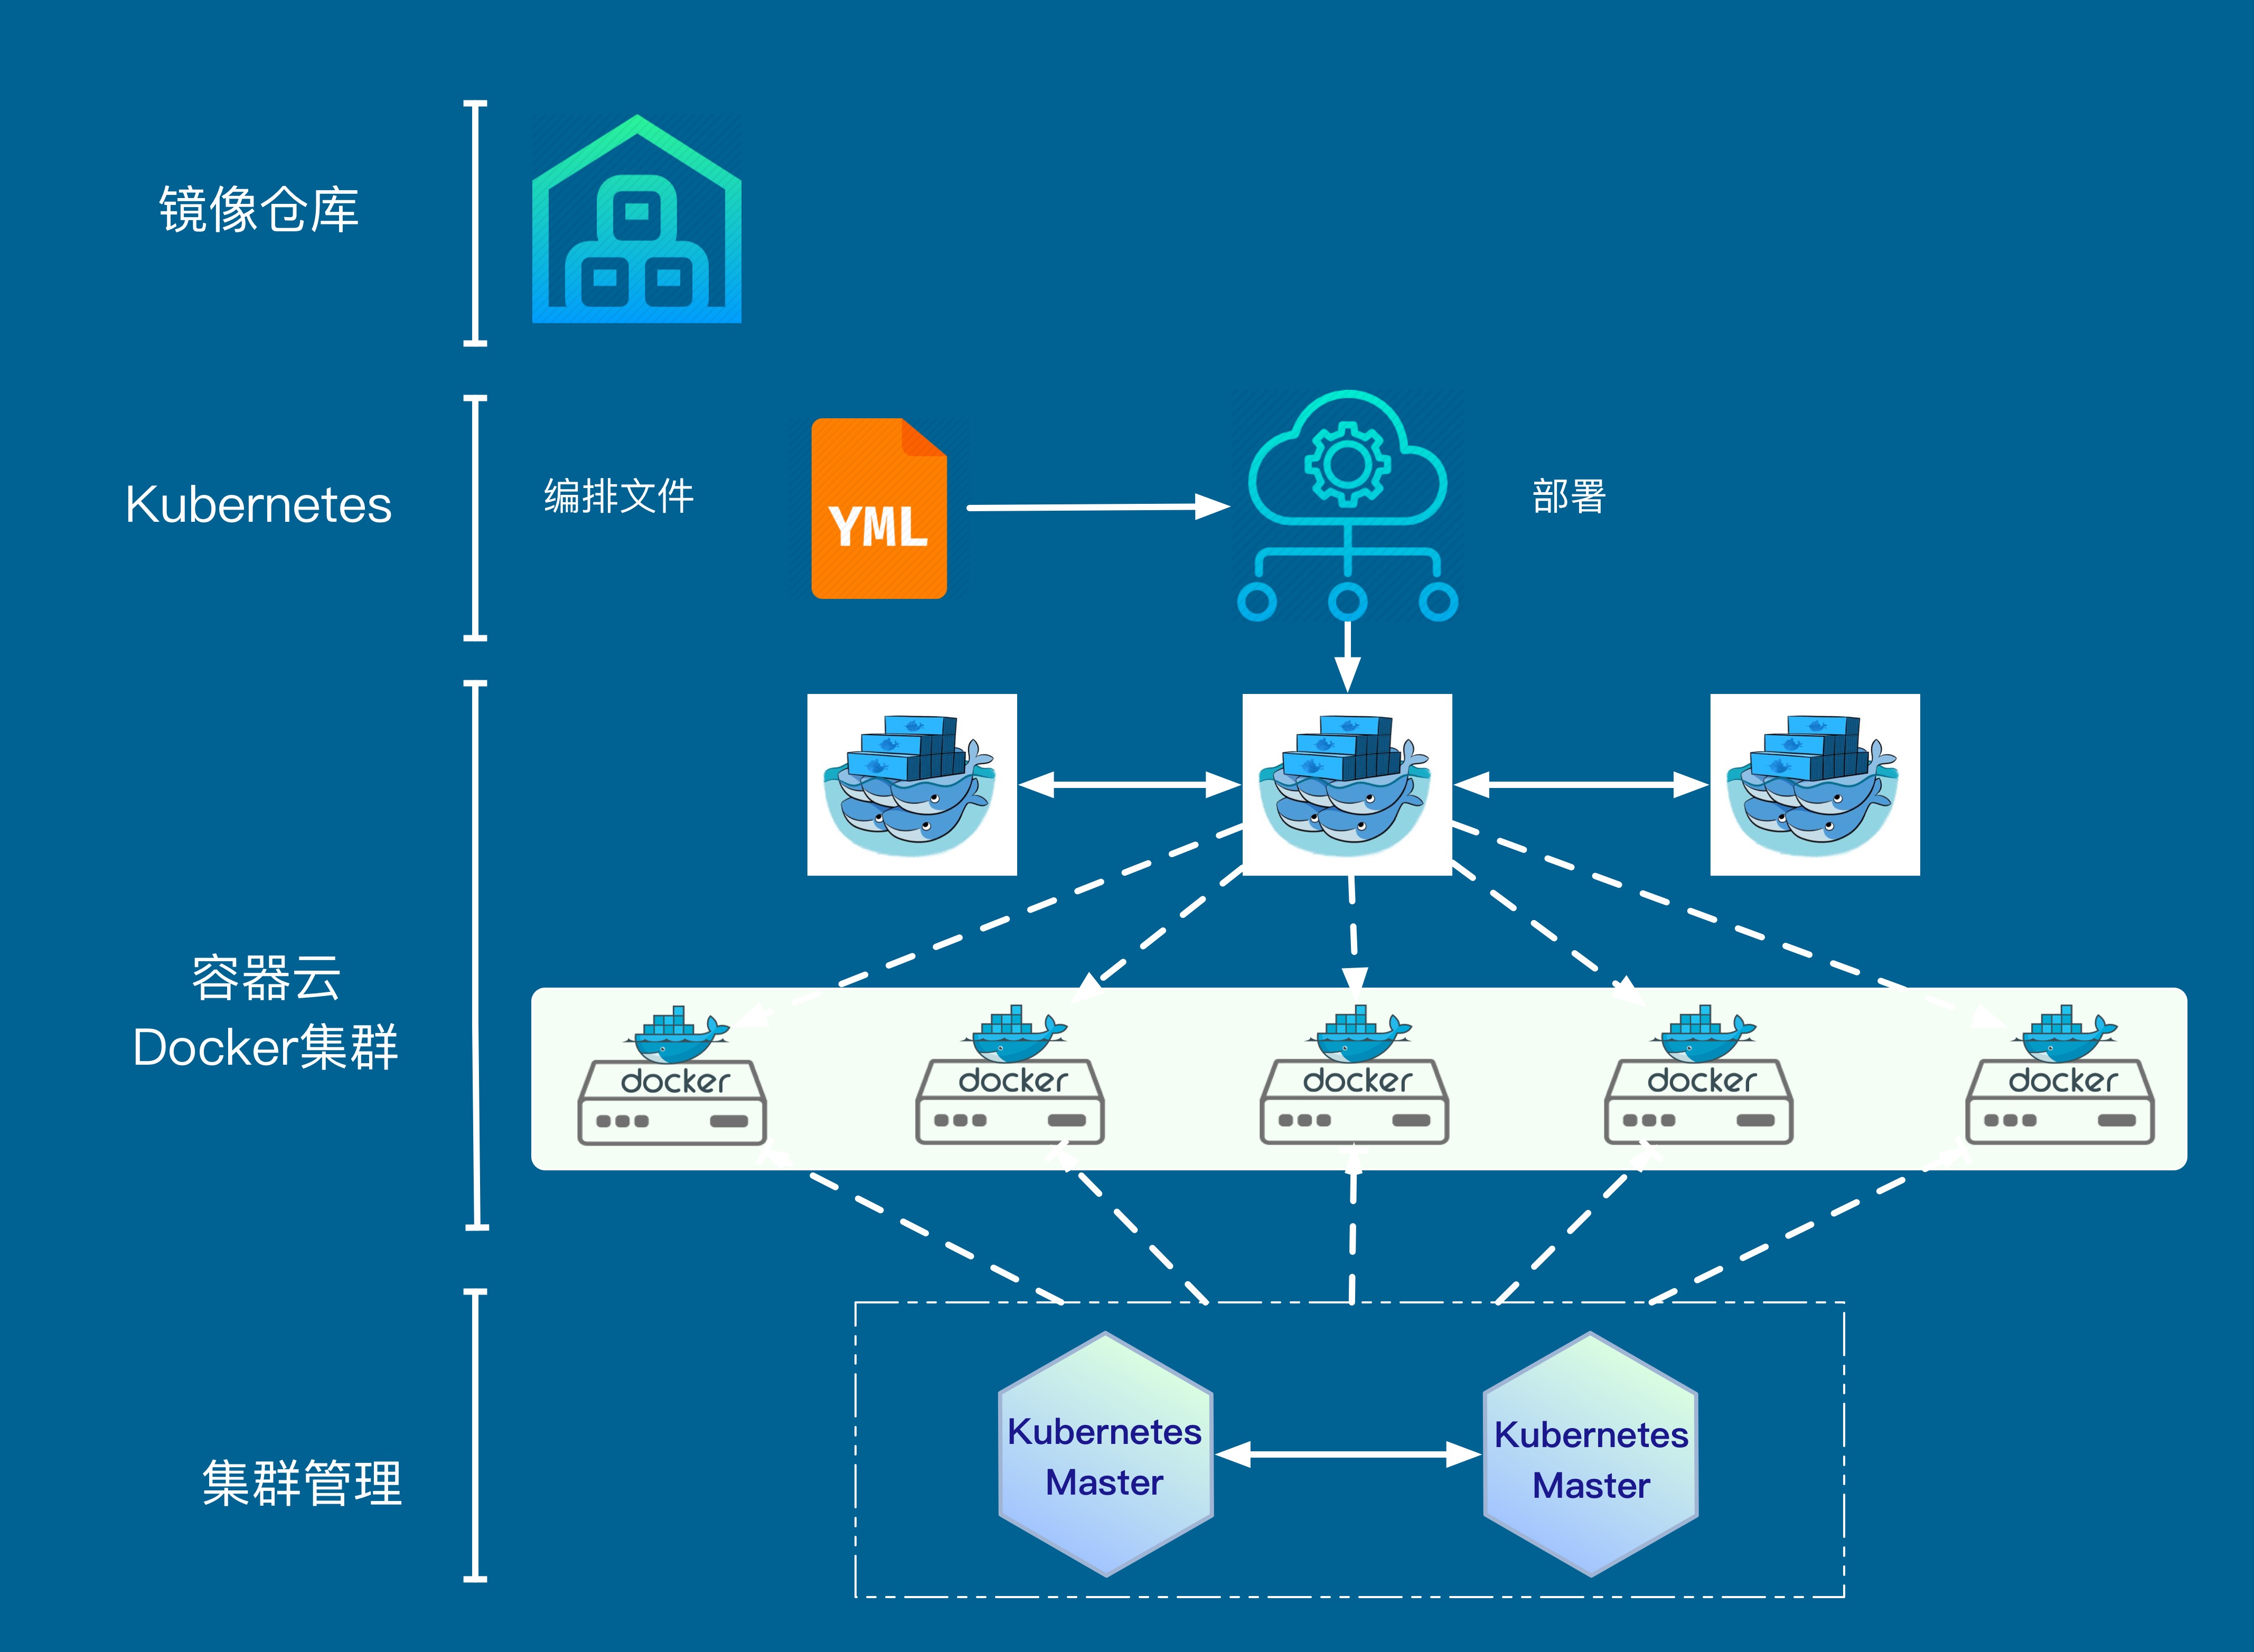 镜像仓库
Kubernetes
编排文件
YML
部署
容器云
Docker集群
docker
docker
docker
docker
docker
集群管理
Kubernetes
Master
Kubernetes
Master